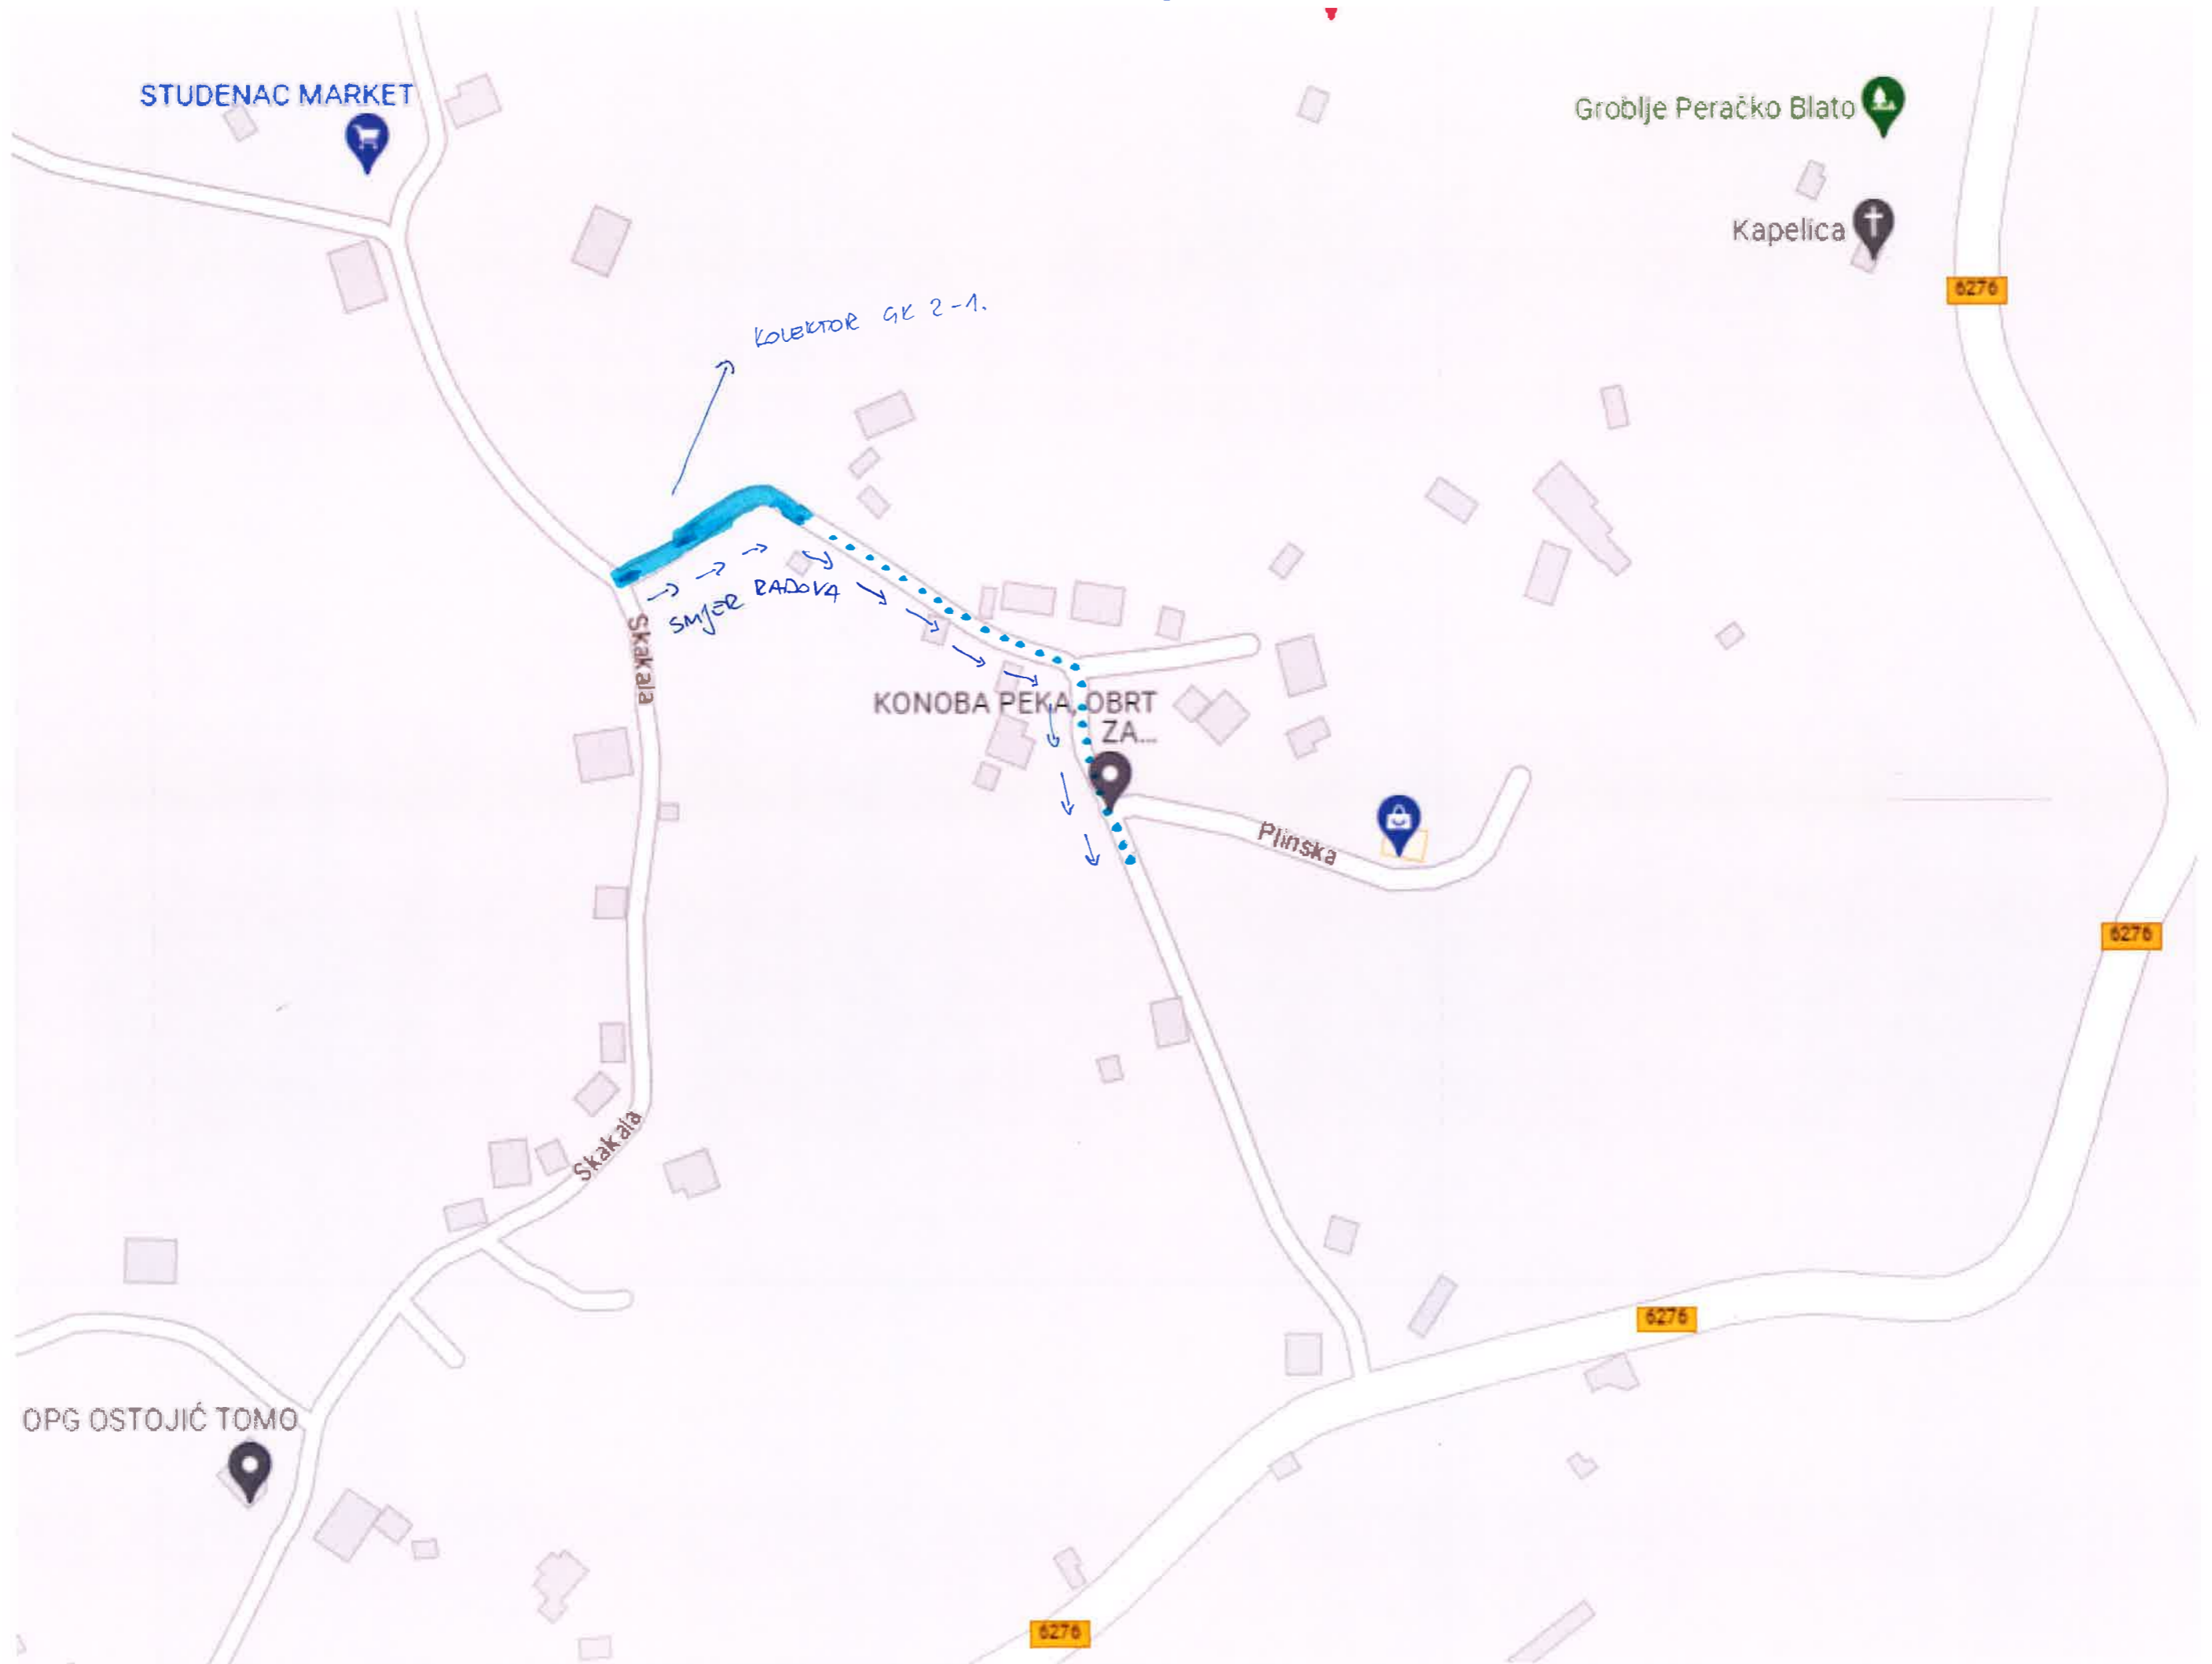 STUDENAC MARKET
Groblje Peračko Blato
Kapelica
6276
KOLEKTOR GK 2-1.
SMJER RADOVA
Skakala
KONOBA PEKA, OBRT
ZA...
Plinska
6276
Skakala
6276
OPG OSTOJIĆ TOMO
6276